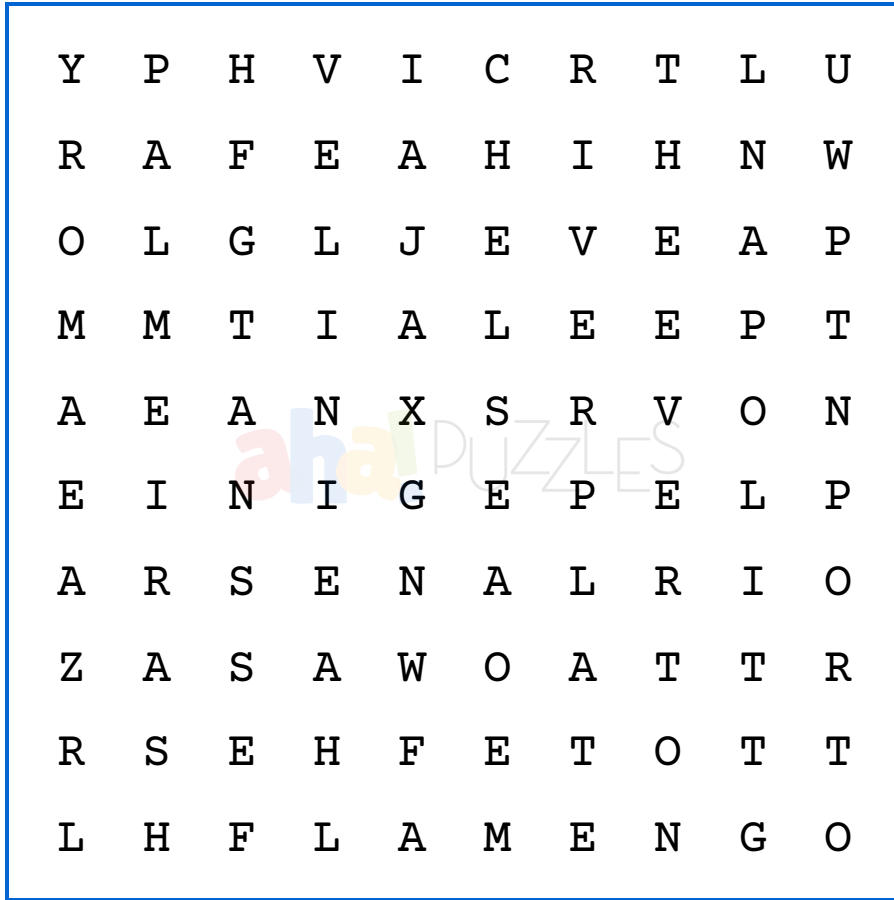 Y P H V I C R T L U
R A F E A H I H N W
O L G L J E V E A P
M M T I A L E E P T
A E A N X S R V O N
aha! PUZZLES
E I N I G E P E L P
A R S E N A L R I O
Z A S A W O A T T R
R S E H F E T O T T
L H F L A M E N G O